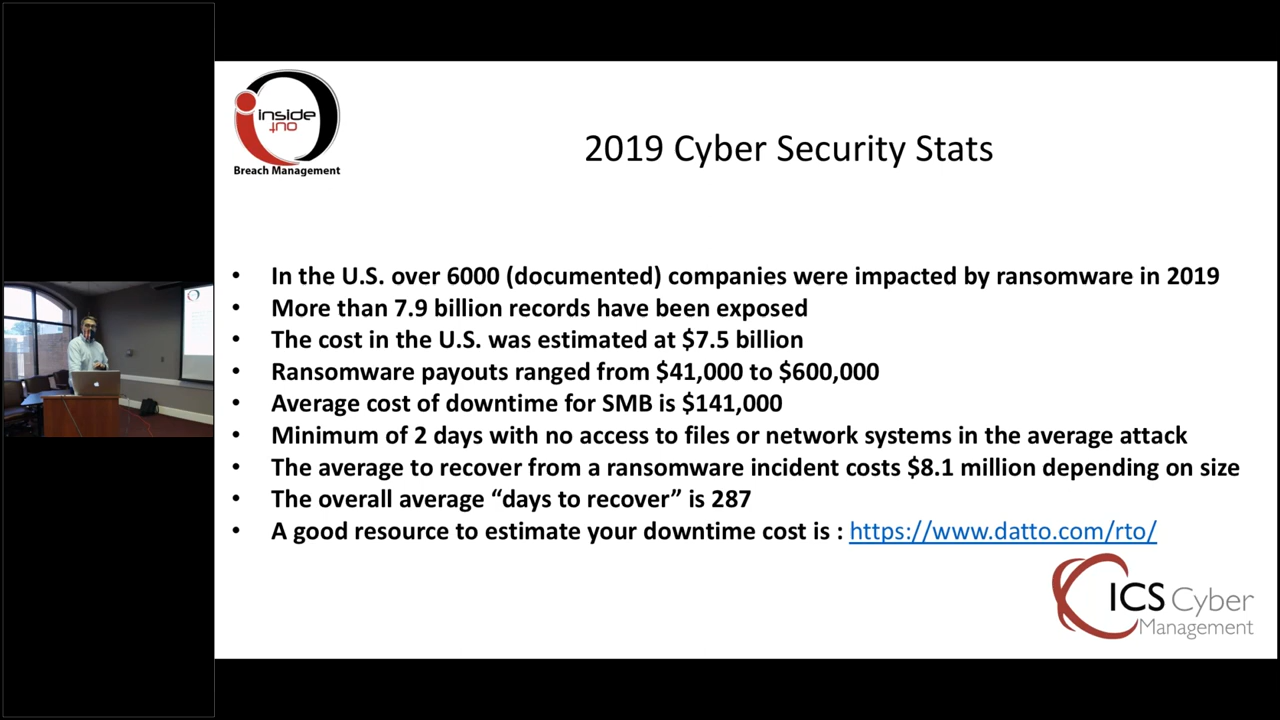 inside
out
Breach Management
2019 Cyber Security Stats
• In the U.S. over 6000 (documented) companies were impacted by ransomware in 2019
• More than 7.9 billion records have been exposed
• The cost in the U.S. was estimated at $7.5 billion
• Ransomware payouts ranged from $41,000 to $600,000
• Average cost of downtime for SMB is $141,000
• Minimum of 2 days with no access to files or network systems in the average attack
• The average to recover from a ransomware incident costs $8.1 million depending on size
• The overall average “days to recover” is 287
• A good resource to estimate your downtime cost is : https://www.datto.com/rto/
ICS Cyber
Management